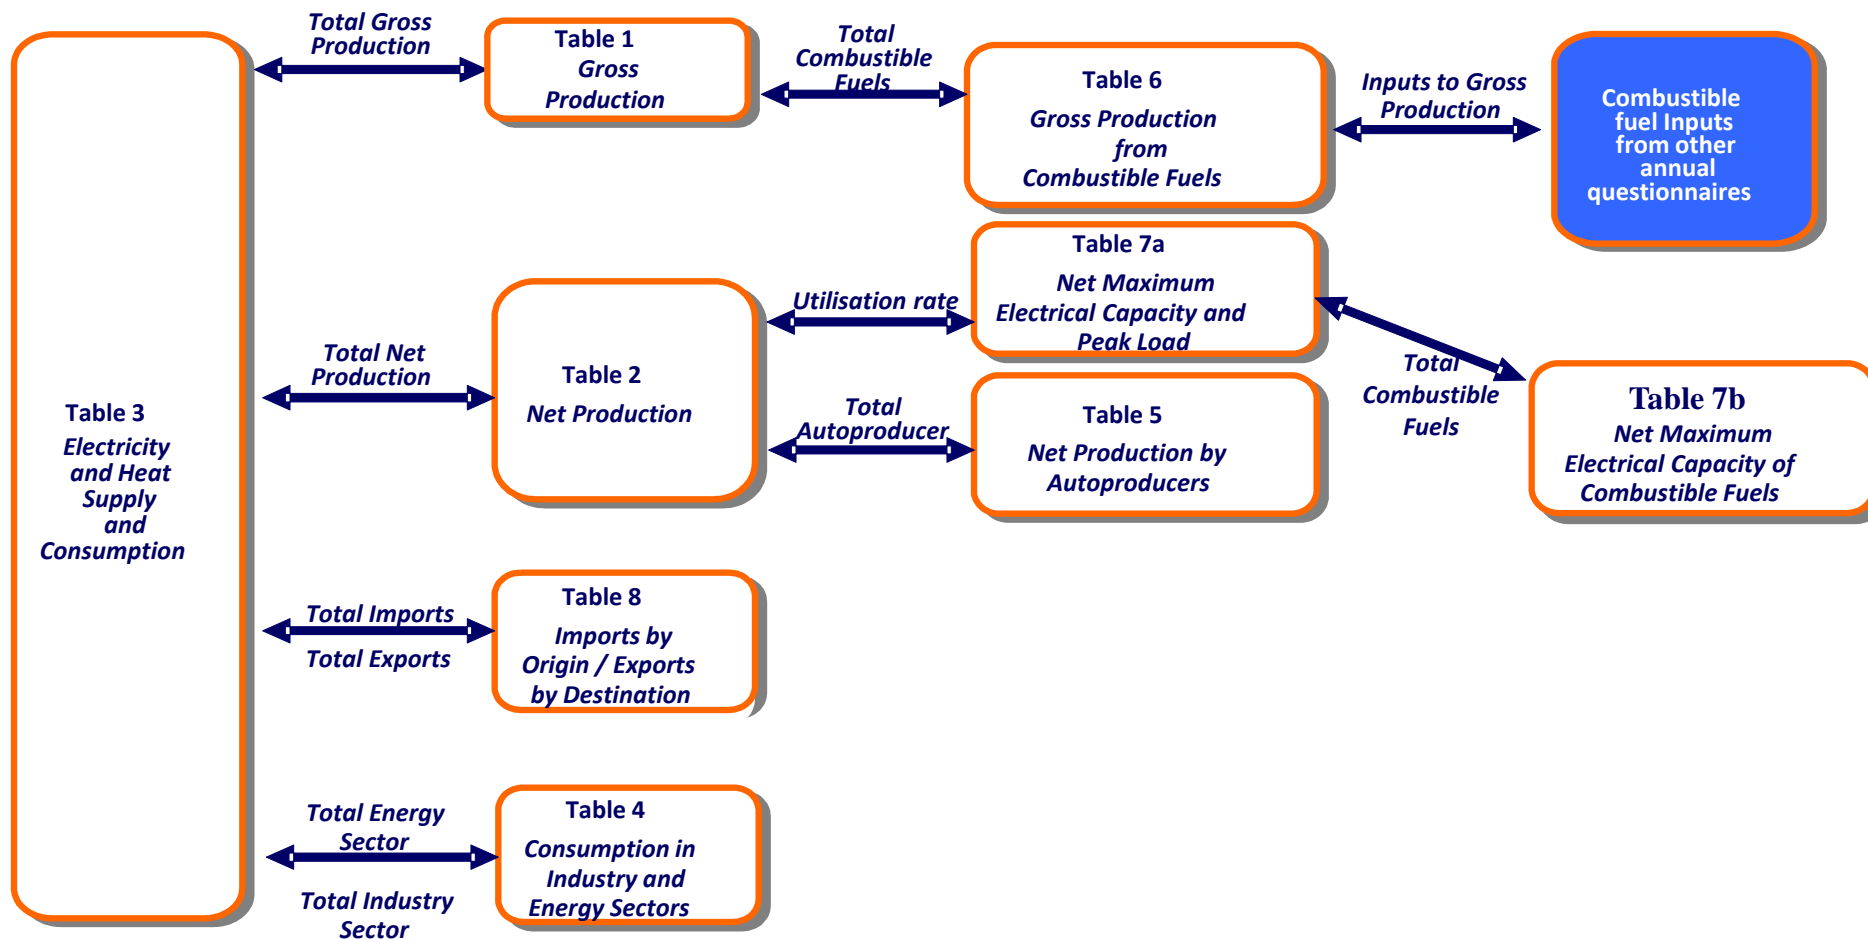 Total Gross
Production
Table 1
Gross
Production
Total
Combustible
Fuels
Table 6
Gross Production
from
Combustible Fuels
Inputs to Gross
Production
Combustible
fuel Inputs
from other
annual
questionnaires
Table 7a
Net Maximum
Electrical Capacity and
Peak Load
Utilisation rate
Total Net
Production
Table 2
Net Production
Total
Autoproducer
Table 5
Net Production by
Autoproducers
Total
Combustible
Fuels
Table 7b
Net Maximum
Electrical Capacity of
Combustible Fuels
Table 3
Electricity
and Heat
Supply
and
Consumption
Total Imports
Total Exports
Table 8
Imports by
Origin / Exports
by Destination
Total Energy
Sector
Total Industry
Sector
Table 4
Consumption in
Industry and
Energy Sectors